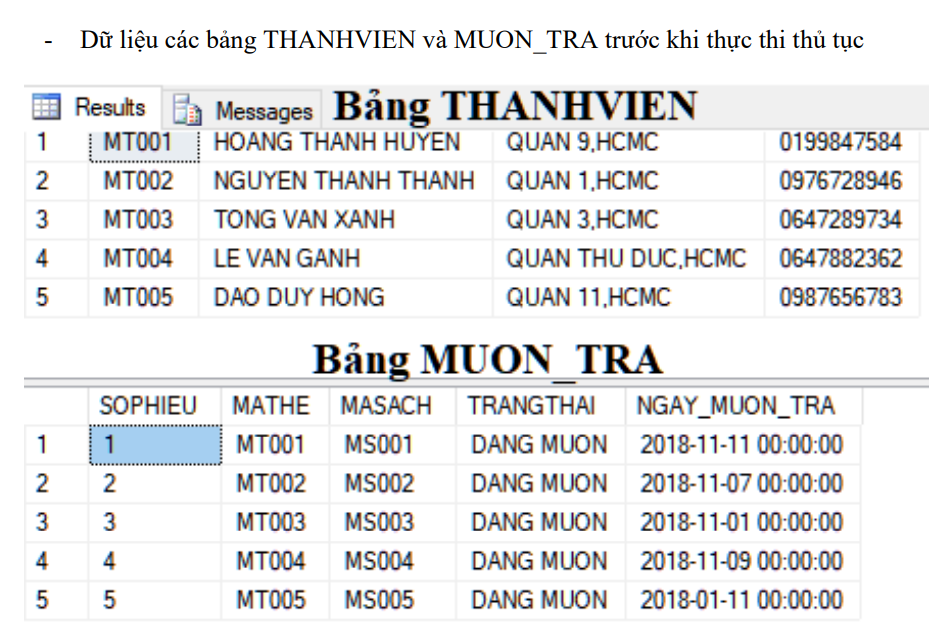 - Dữ liệu các bảng THANHVIEN và MUON_TRA trước khi thực thi thủ tục
Results Messages Bảng THANHVIEN
1 MT001 HOANG THANH HUYEN QUAN 9,HCMC 0199847584
2 MT002 NGUYEN THANH THANH QUAN 1,HCMC 0976728946
3 MT003 TONG VAN XANH QUAN 3,HCMC 0647289734
4 MT004 LE VAN GANH QUAN THU DUC,HCMC 0647882362
5 MT005 DAO DUY HONG QUAN 11,HCMC 0987656783
Bảng MUON_TRA
SOPHIEU MATHE MASACH TRANGTHAI NGAY_MUON_TRA
1 1 MT001 MS001 DANG MUON 2018-11-11 00:00:00
2 2 MT002 MS002 DANG MUON 2018-11-07 00:00:00
3 3 MT003 MS003 DANG MUON 2018-11-01 00:00:00
4 4 MT004 MS004 DANG MUON 2018-11-09 00:00:00
5 5 MT005 MS005 DANG MUON 2018-01-11 00:00:00